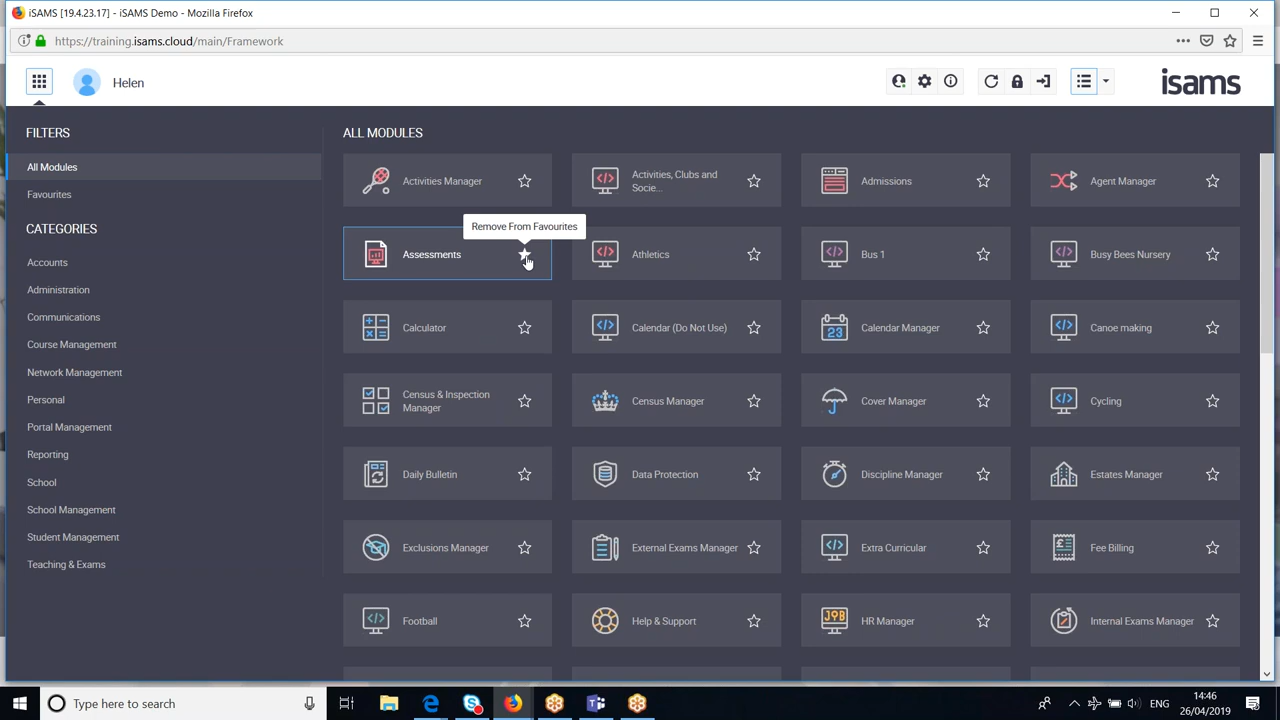 iSAMS [19.4.23.17] - iSAMS Demo - Mozilla Firefox
https://training.isams.cloud/main/Framework
Helen
isams
FILTERS
All Modules
Favourites
CATEGORIES
Accounts
Administration
Communications
Course Management
Network Management
Personal
Portal Management
Reporting
School
School Management
Student Management
Teaching & Exams
ALL MODULES
Activities Manager
Activities, Clubs and
Socie...
Admissions
Agent Manager
Remove From Favourites
Assessments
Athletics
Bus 1
Busy Bees Nursery
Calculator
Calendar (Do Not Use)
23
Calendar Manager
Canoe making
Census & Inspection
Manager
Census Manager
Cover Manager
Cycling
Daily Bulletin
Data Protection
Discipline Manager
Estates Manager
Exclusions Manager
External Exams Manager
Extra Curricular
£
Fee Billing
Football
Help & Support
JOB
HR Manager
Internal Exams Manager
Type here to search
ENG
14:46
26/04/2019